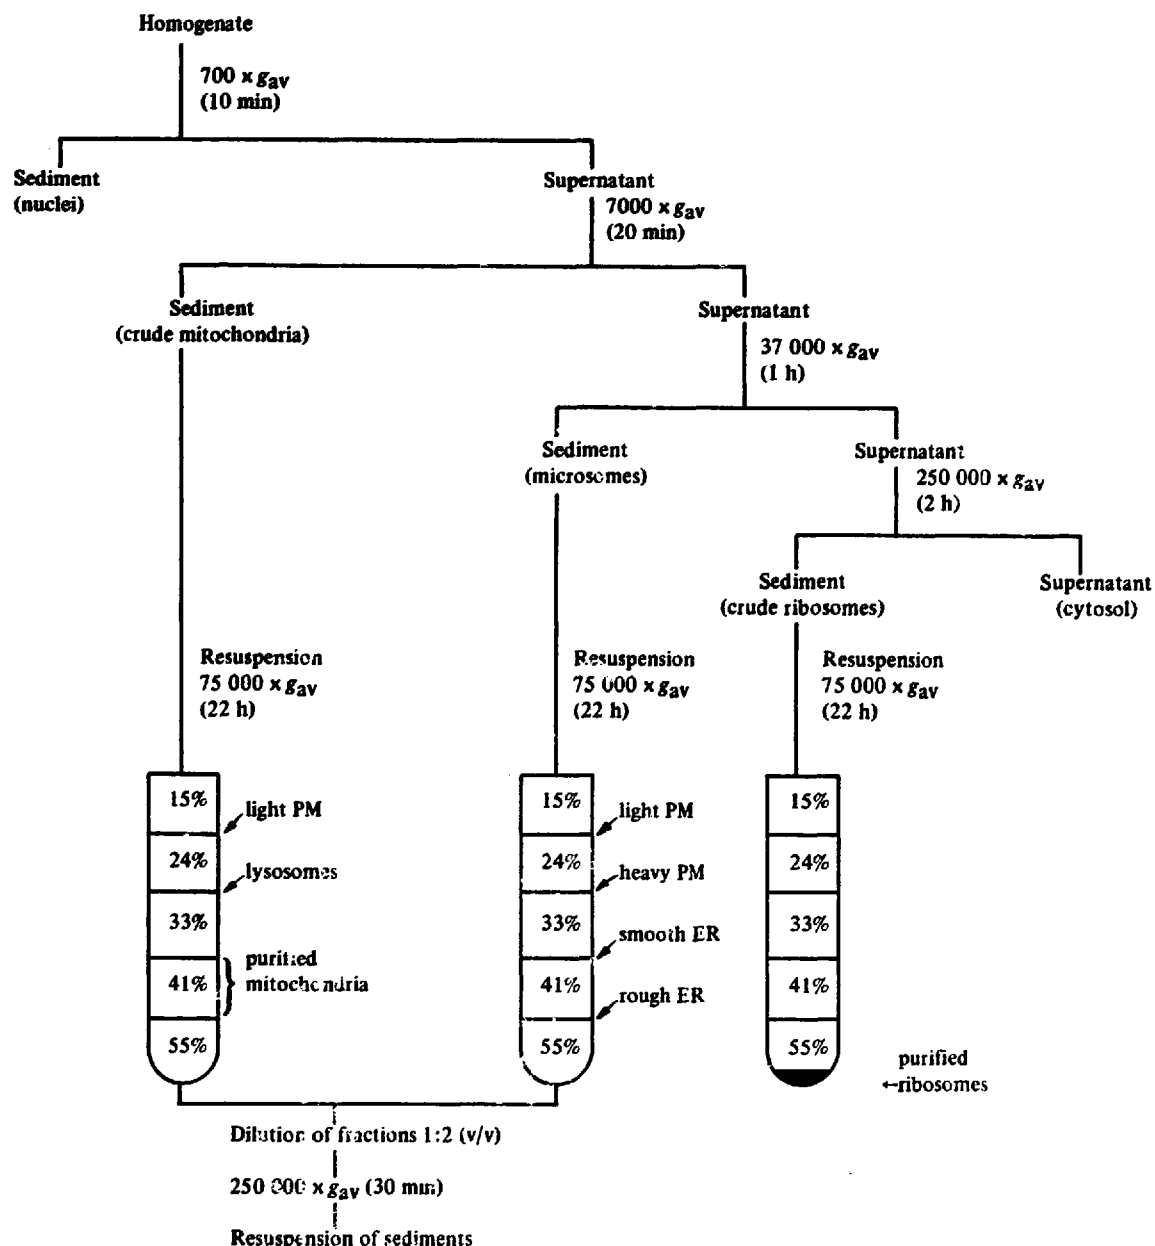 Homogenate
700 × gav
(10 min)
Sediment
(nuclei)
Supernatant
7000 × gav
(20 min)
Sediment
(crude mitochondria)
Supernatant
37 000 × gav
(1 h)
Sediment
(microsomes)
Supernatant
250 000 × gav
(2 h)
Sediment
(crude ribosomes)
Supernatant
(cytosol)
Resuspension
75 000 × gav
(22 h)
Resuspension
75 000 × gav
(22 h)
Resuspension
75 000 × gav
(22 h)
15%
light PM
24%
lysosomes
33%
purified
mitochondria
41%
55%
15%
light PM
24%
heavy PM
33%
smooth ER
41%
rough ER
55%
15%
24%
33%
41%
55%
purified
←ribosomes
Dilution of fractions 1:2 (v/v)
250 000 × gav (30 min)
Resuspension of sediments